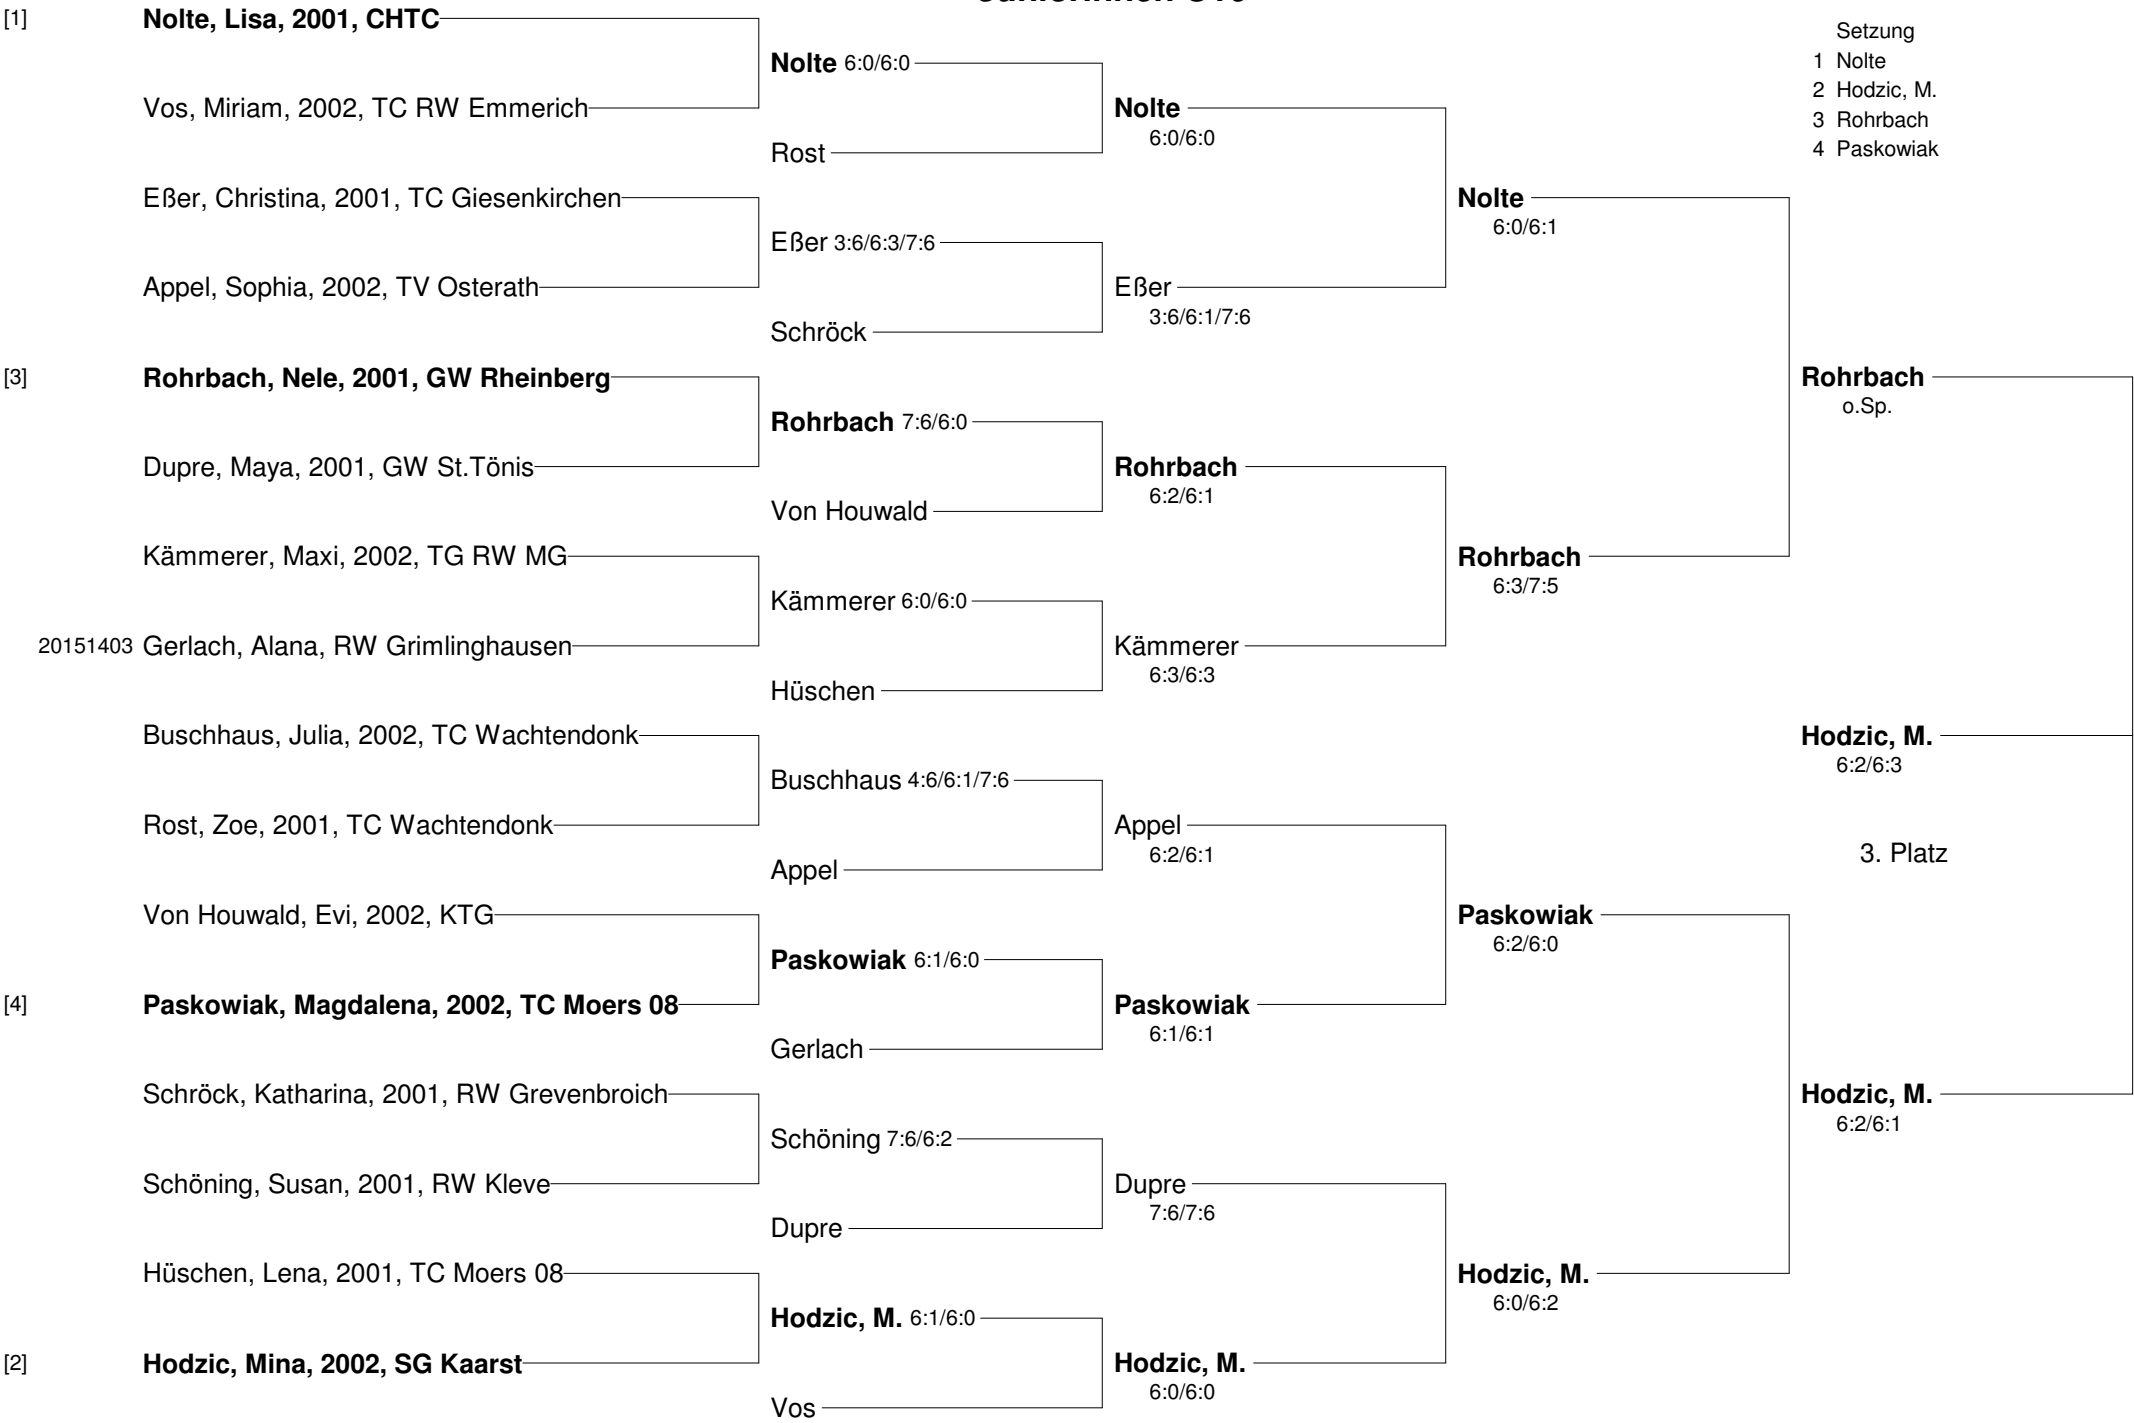 [1] Nolte, Lisa, 2001, CHTC
Setzung
1 Nolte
2 Hodzic, M.
3 Rohrbach
4 Paskowiak
Nolte 6:0/6:0
Vos, Miriam, 2002, TC RW Emmerich
Nolte
6:0/6:0
Rost
Eßer, Christina, 2001, TC Giesenkirchen
Nolte
6:0/6:1
Eßer 3:6/6:3/7:6
Appel, Sophia, 2002, TV Osterath
Eßer
3:6/6:1/7:6
Schröck
[3] Rohrbach, Nele, 2001, GW Rheinberg
Rohrbach
o.Sp.
Rohrbach 7:6/6:0
Dupre, Maya, 2001, GW St.Tönis
Rohrbach
6:2/6:1
Von Houwald
Kämmerer, Maxi, 2002, TG RW MG
Rohrbach
6:3/7:5
Kämmerer 6:0/6:0
20151403 Gerlach, Alana, RW Grimlinghausen
Kämmerer
6:3/6:3
Hüschen
Buschhaus, Julia, 2002, TC Wachtendonk
Hodzic, M.
6:2/6:3
Buschhaus 4:6/6:1/7:6
Rost, Zoe, 2001, TC Wachtendonk
Appel
6:2/6:1
3. Platz
Appel
Von Houwald, Evi, 2002, KTG
Paskowiak
6:2/6:0
Paskowiak 6:1/6:0
[4] Paskowiak, Magdalena, 2002, TC Moers 08
Paskowiak
6:1/6:1
Gerlach
Schröck, Katharina, 2001, RW Grevenbroich
Hodzic, M.
6:2/6:1
Schöning 7:6/6:2
Schöning, Susan, 2001, RW Kleve
Dupre
7:6/7:6
Dupre
Hüschen, Lena, 2001, TC Moers 08
Hodzic, M.
6:0/6:2
Hodzic, M. 6:1/6:0
[2] Hodzic, Mina, 2002, SG Kaarst
Hodzic, M.
6:0/6:0
Vos